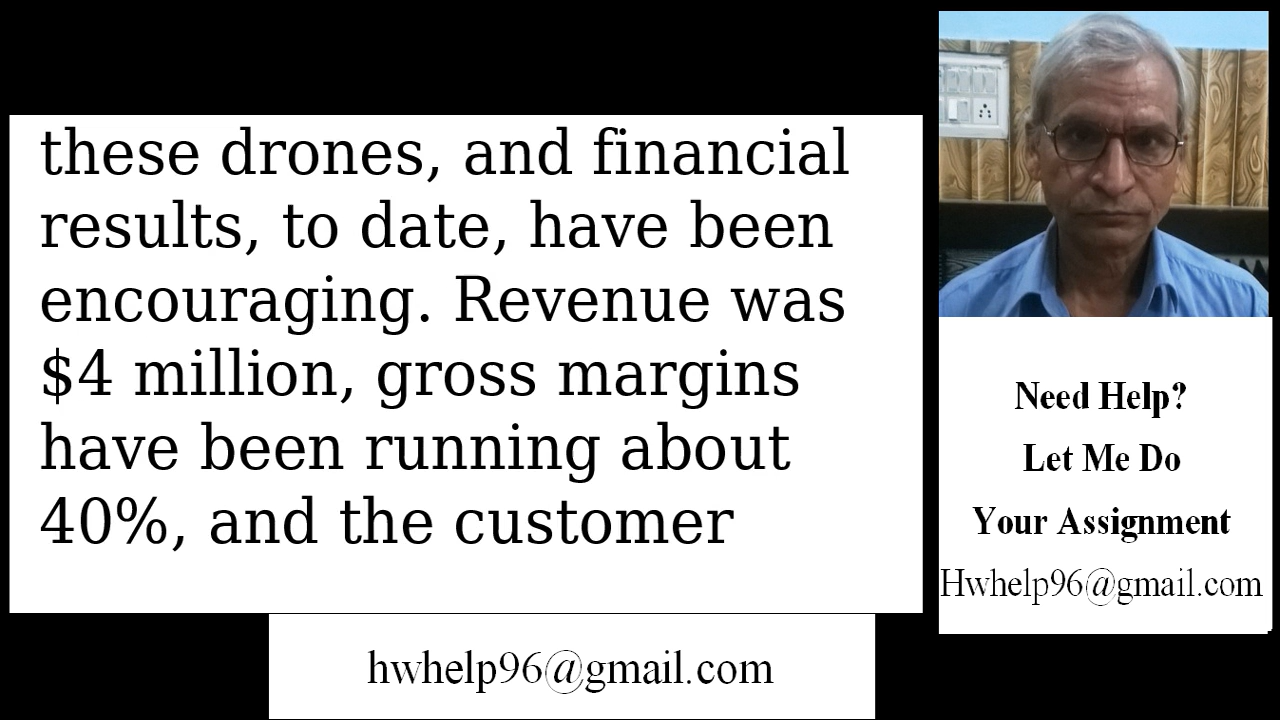 these drones, and financial
results, to date, have been
encouraging. Revenue was
$4 million, gross margins
have been running about
40%, and the customer
Need Help?
Let Me Do
Your Assignment
Hwhelp96@gmail.com
hwhelp96@gmail.com